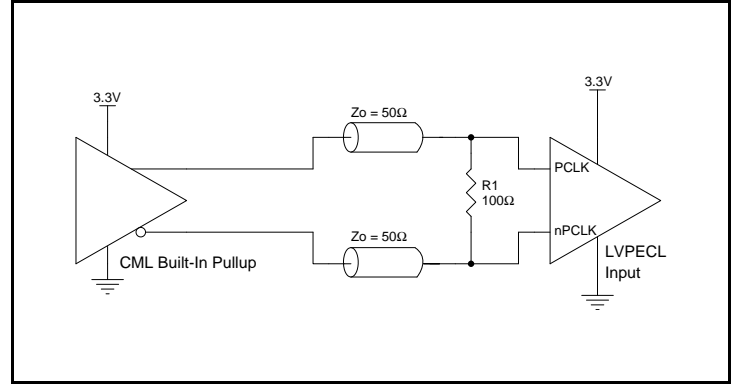 3.3V
3.3V
Zo = 50Ω
PCLK
R1
100Ω
Zo = 50Ω
nPCLK
CML Built-In Pullup
LVPECL
Input